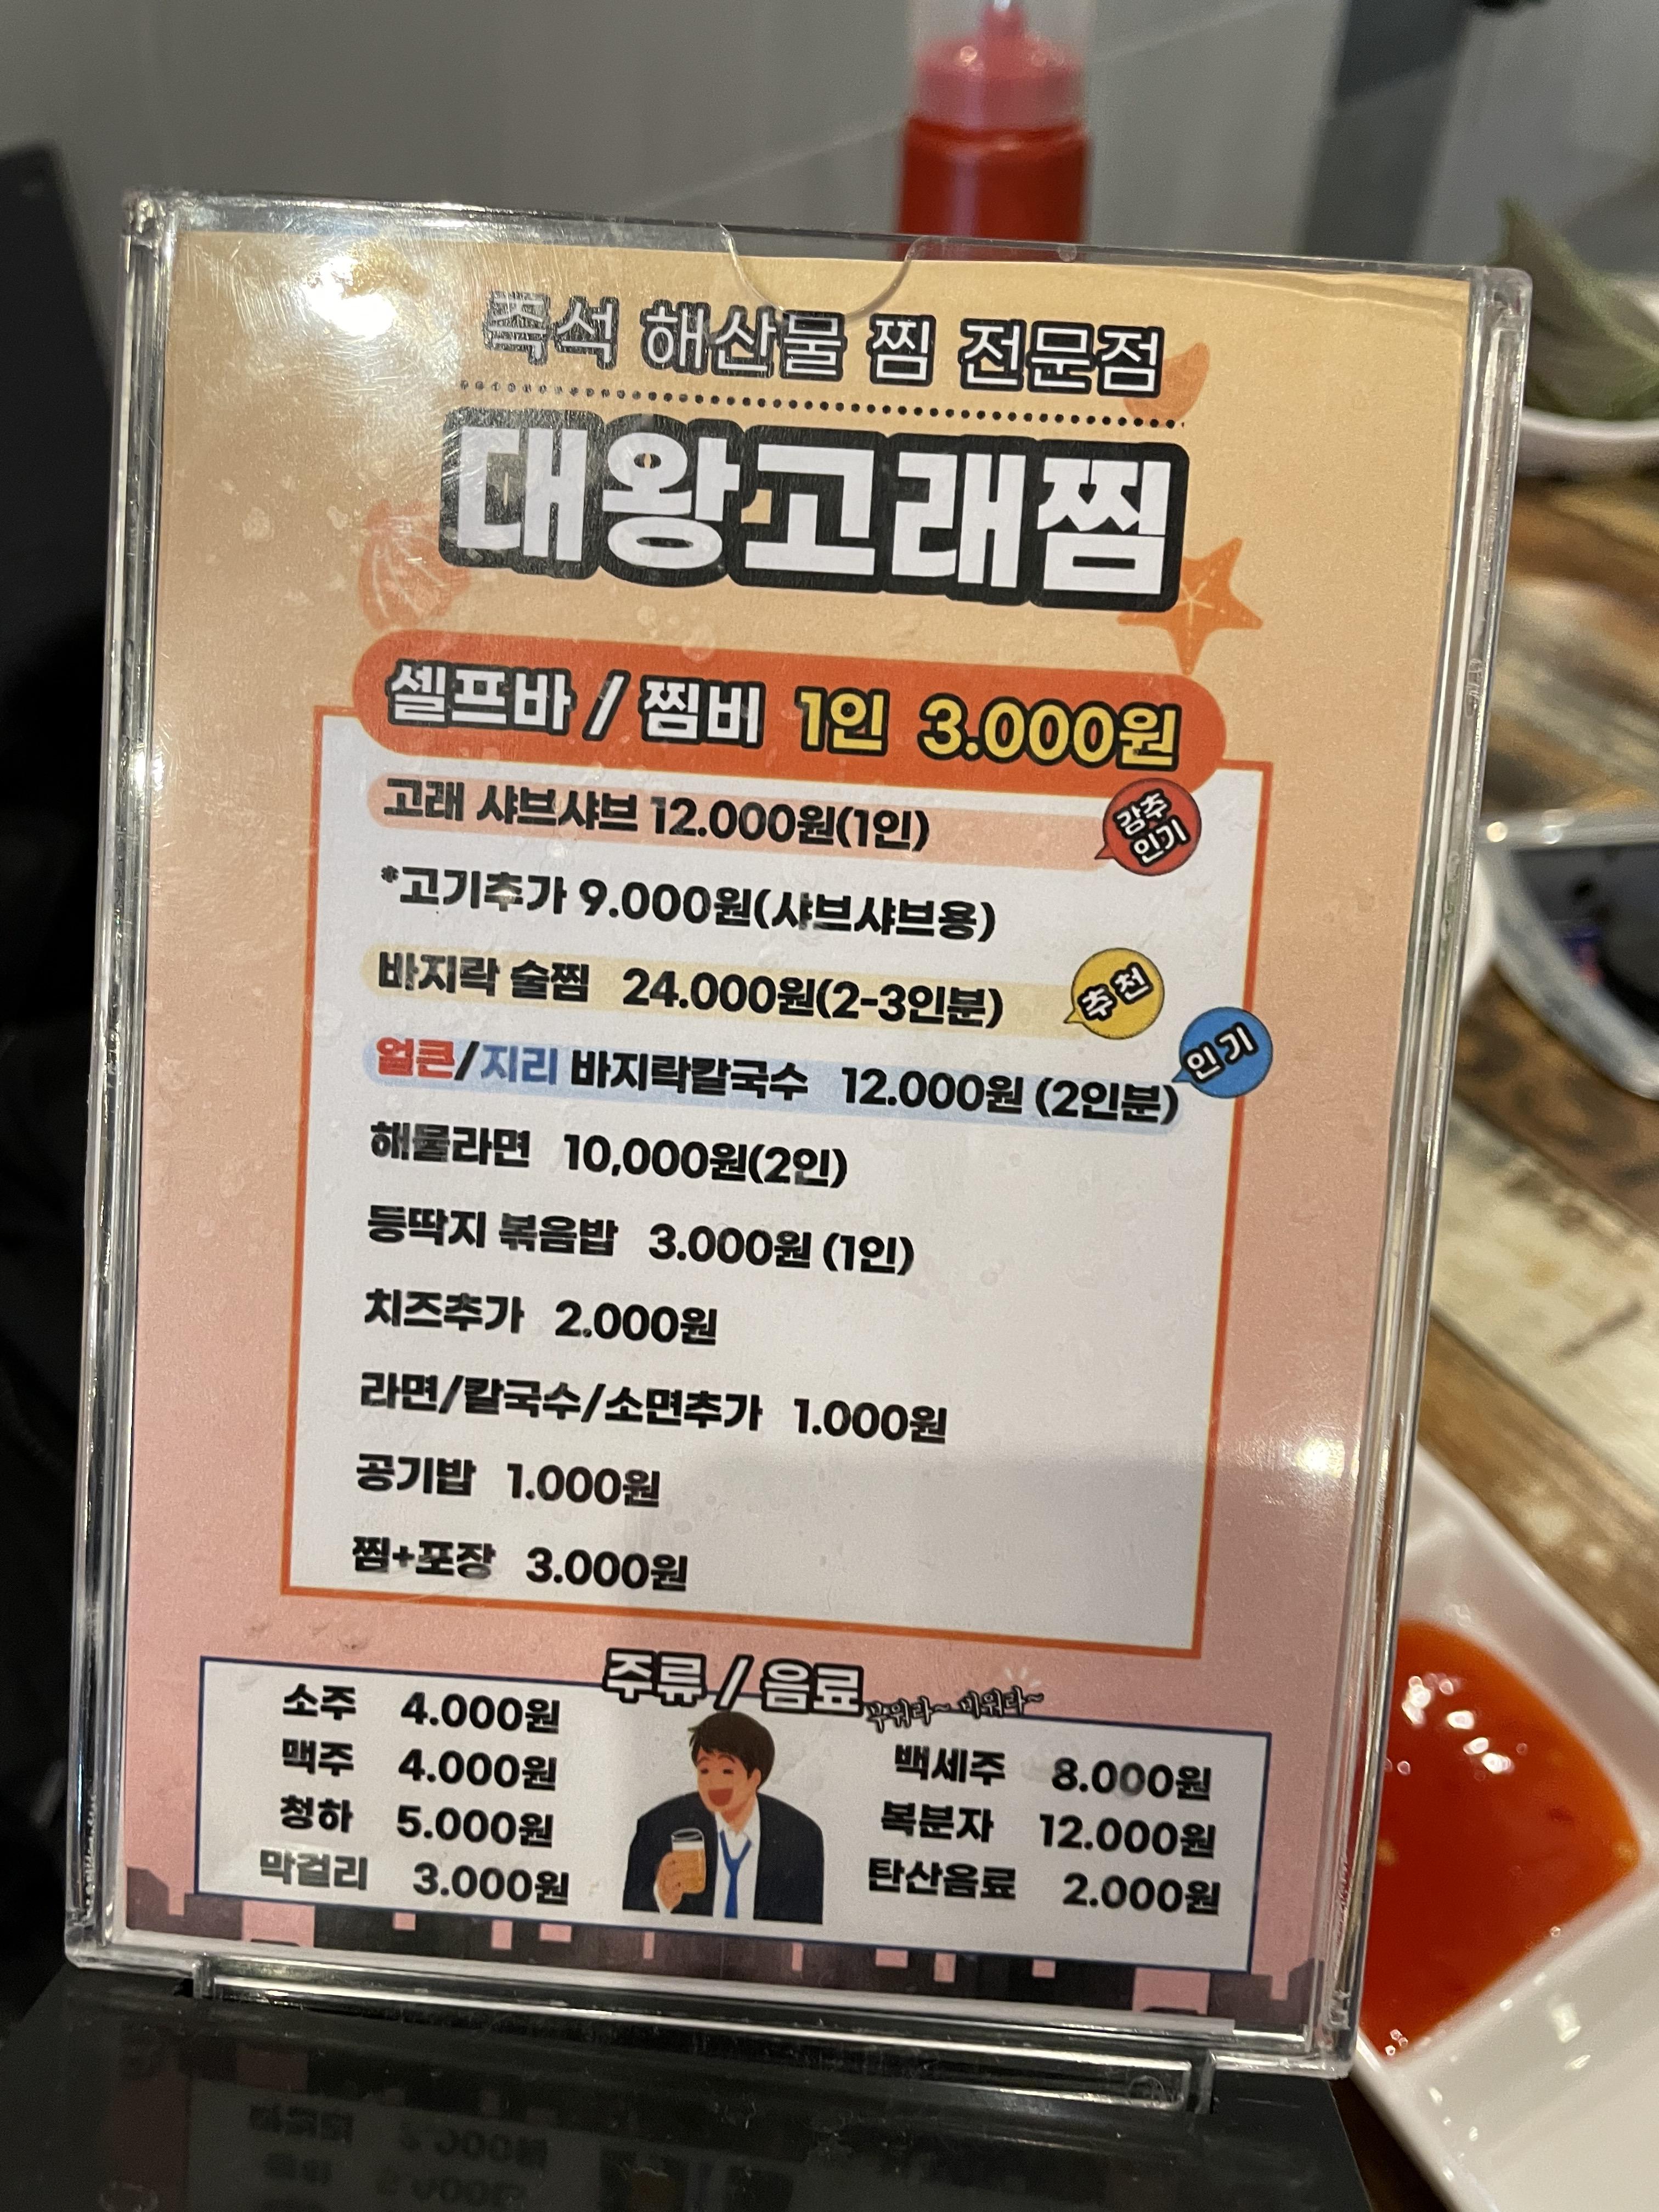 즉석 해산물 찜 전문점
대왕고래찜
셀프바 / 찜비 1인 3.000원
고래 샤브샤브 12.000원(1인) 강추 인기
*고기추가 9.000원(샤브샤브용)
바지락 술찜 24.000원(2-3인분) 추천
얼큰/지리 바지락칼국수 12.000원 (2인분) 인기
해물라면 10,000원(2인)
등딱지 볶음밥 3.000원 (1인)
치즈추가 2.000원
라면/칼국수/소면추가 1.000원
공기밥 1.000원
찜+포장 3.000원
주류 / 음료 부워라~ 비워라~
소주 4.000원
맥주 4.000원
청하 5.000원
막걸리 3.000원
백세주 8.000원
복분자 12.000원
탄산음료 2.000원